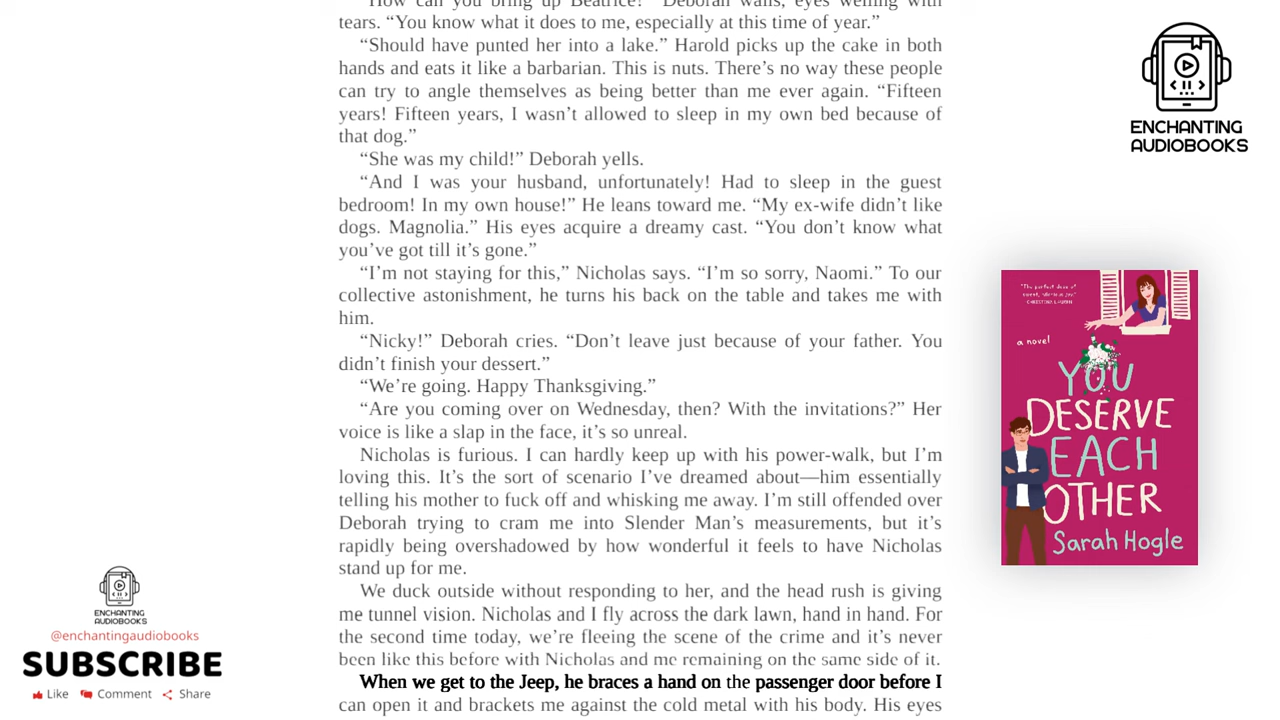 “How can you bring up Beatrice?” Deborah wails, eyes welling with
tears. “You know what it does to me, especially at this time of year.”
“Should have punted her into a lake.” Harold picks up the cake in both
hands and eats it like a barbarian. This is nuts. There’s no way these people
can try to angle themselves as being better than me ever again. “Fifteen
years! Fifteen years, I wasn’t allowed to sleep in my own bed because of
that dog.”
“She was my child!” Deborah yells.
“And I was your husband, unfortunately! Had to sleep in the guest
bedroom! In my own house!” He leans toward me. “My ex-wife didn’t like
dogs. Magnolia.” His eyes acquire a dreamy cast. “You don’t know what
you’ve got till it’s gone.”
“I’m not staying for this,” Nicholas says. “I’m so sorry, Naomi.” To our
collective astonishment, he turns his back on the table and takes me with
him.
“Nicky!” Deborah cries. “Don’t leave just because of your father. You
didn’t finish your dessert.”
“We’re going. Happy Thanksgiving.”
“Are you coming over on Wednesday, then? With the invitations?” Her
voice is like a slap in the face, it’s so unreal.
Nicholas is furious. I can hardly keep up with his power-walk, but I’m
loving this. It’s the sort of scenario I’ve dreamed about—him essentially
telling his mother to fuck off and whisking me away. I’m still offended over
Deborah trying to cram me into Slender Man’s measurements, but it’s
rapidly being overshadowed by how wonderful it feels to have Nicholas
stand up for me.
We duck outside without responding to her, and the head rush is giving
me tunnel vision. Nicholas and I fly across the dark lawn, hand in hand. For
the second time today, we’re fleeing the scene of the crime and it’s never
been like this before with Nicholas and me remaining on the same side of it.
When we get to the Jeep, he braces a hand on the passenger door before I
can open it and brackets me against the cold metal with his body. His eyes
ENCHANTING
AUDIOBOOKS
a novel
YOU
DESERVE
EACH
OTHER
Sarah Hogle
ENCHANTING
AUDIOBOOKS
@enchantingaudiobooks
SUBSCRIBE
Like Comment Share